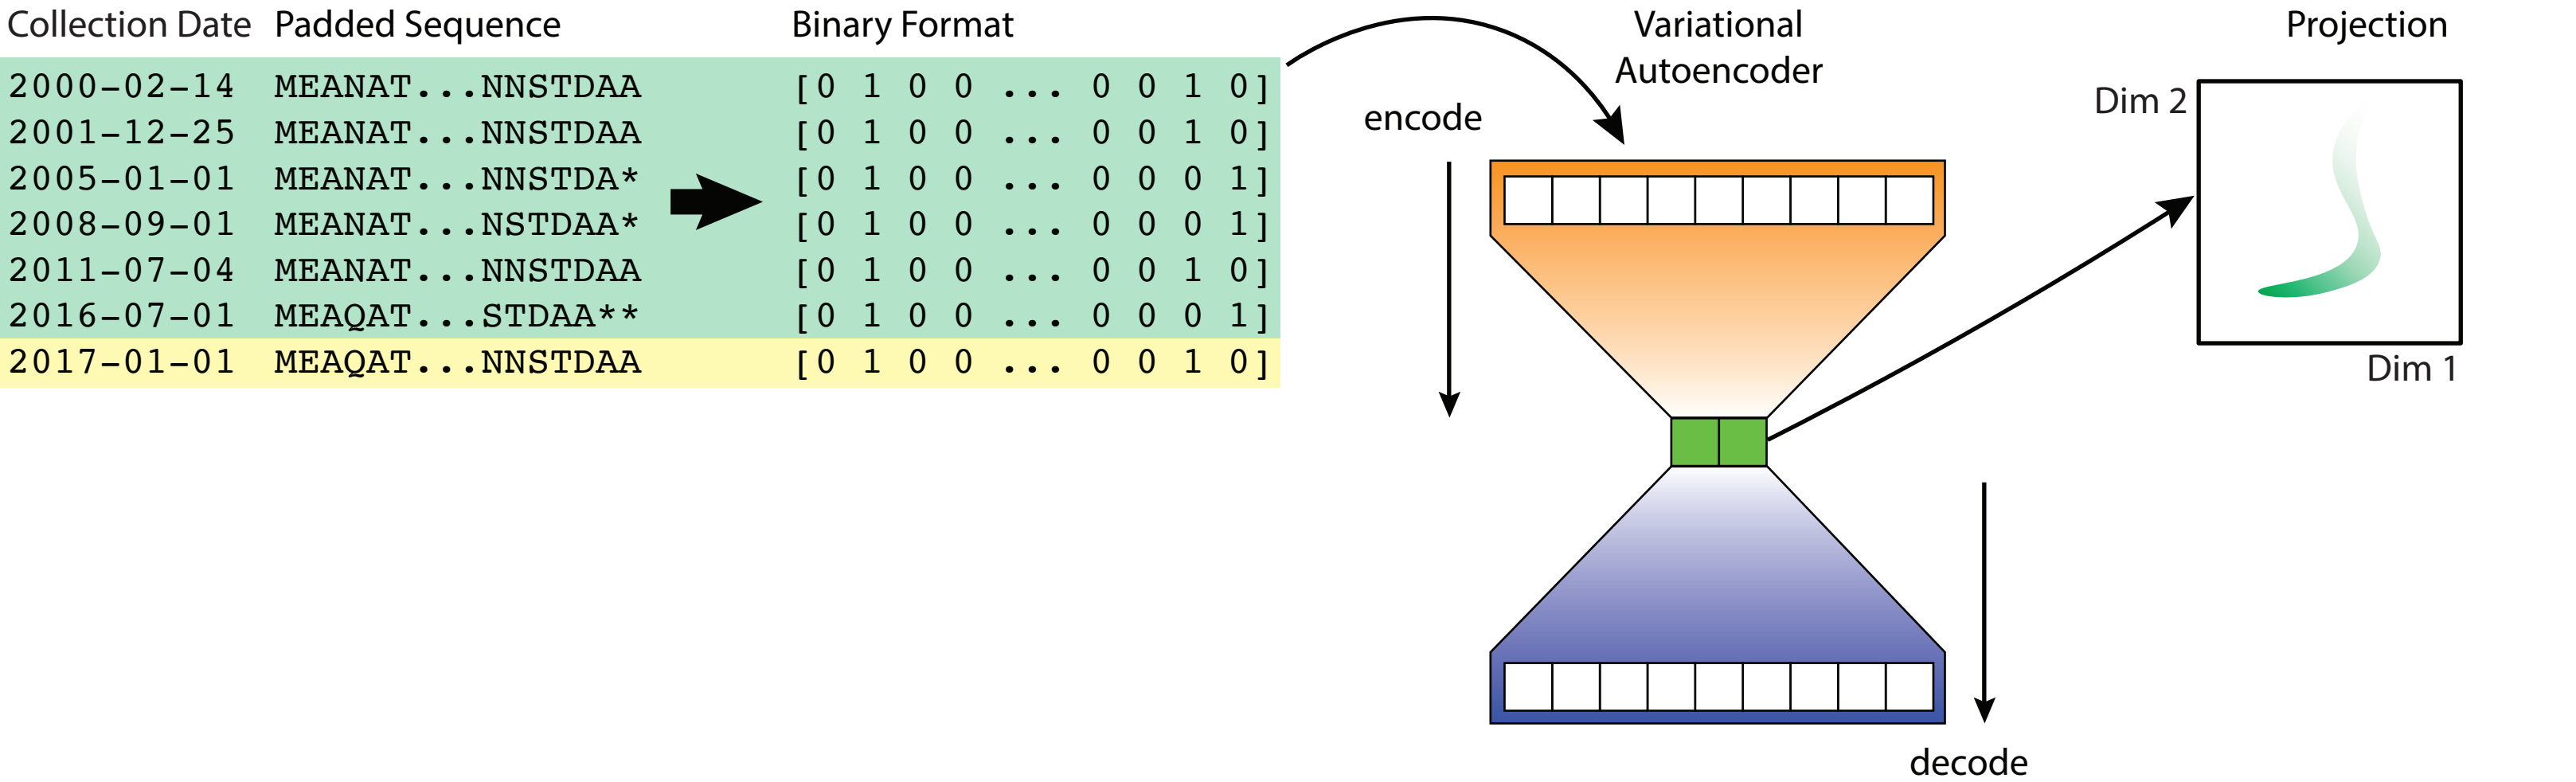 Collection Date Padded Sequence Binary Format
2000-02-14 MEANAT...NNSTDAA [0 1 0 0 ... 0 0 1 0]
2001-12-25 MEANAT...NNSTDAA [0 1 0 0 ... 0 0 1 0]
2005-01-01 MEANAT...NNSTDA* [0 1 0 0 ... 0 0 0 1]
2008-09-01 MEANAT...NSTDAA* [0 1 0 0 ... 0 0 0 1]
2011-07-04 MEANAT...NNSTDAA [0 1 0 0 ... 0 0 1 0]
2016-07-01 MEAQAT...STDAA** [0 1 0 0 ... 0 0 0 1]
2017-01-01 MEAQAT...NNSTDAA [0 1 0 0 ... 0 0 1 0]
Variational
Autoencoder
encode
decode
Projection
Dim 2
Dim 1